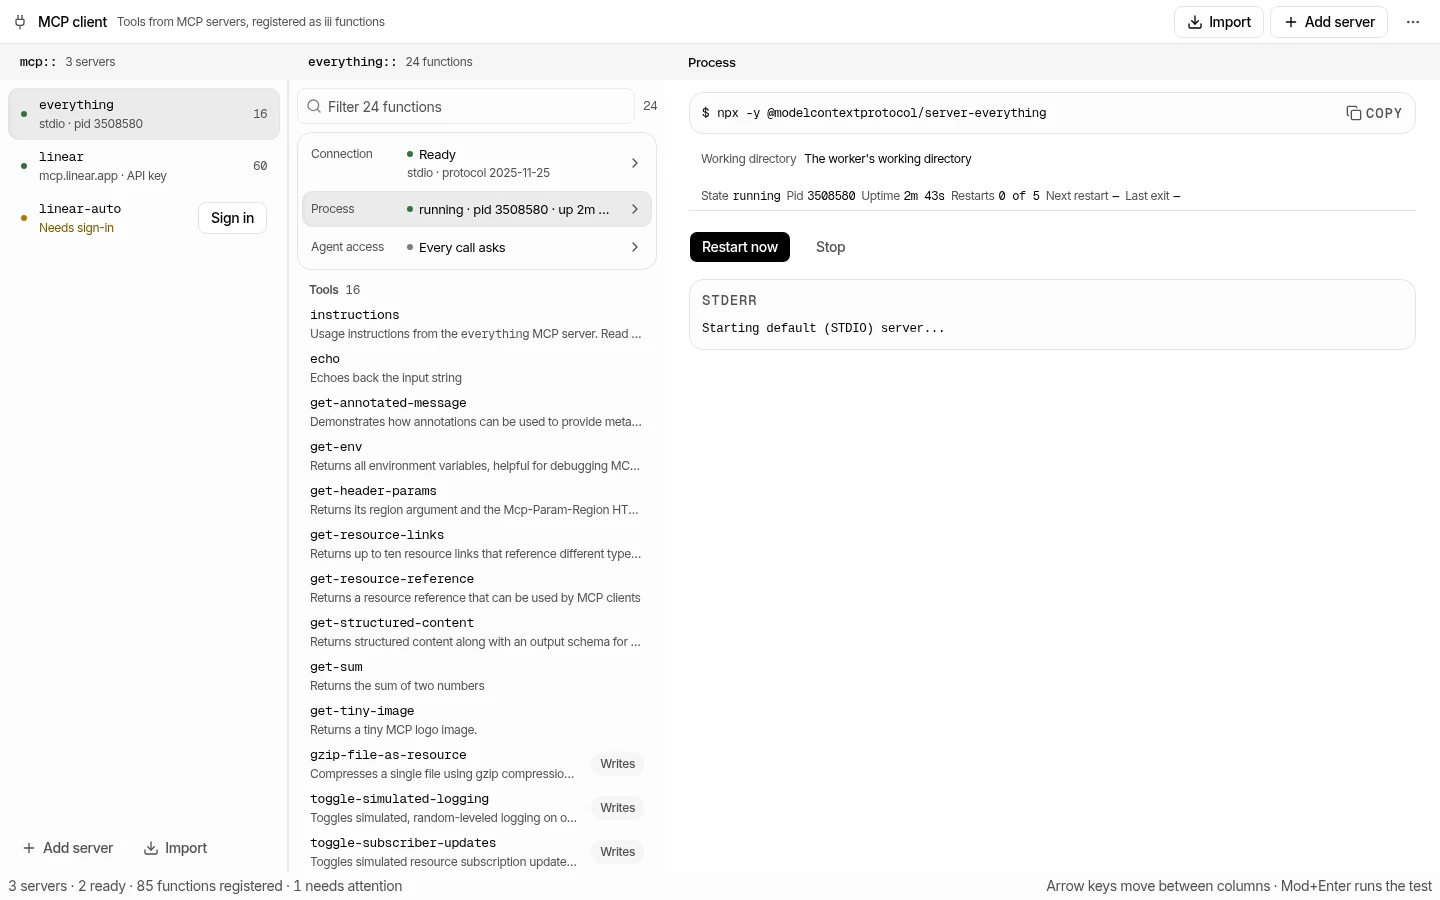 MCP client Tools from MCP servers, registered as iii functions
Import Add server
mcp:: 3 servers
everything
stdio · pid 3508580
16
linear
mcp.linear.app · API key
60
linear-auto
Needs sign-in
Sign in
Add server Import
everything:: 24 functions
Filter 24 functions 24
Connection Ready
stdio · protocol 2025-11-25
Process running · pid 3508580 · up 2m ...
Agent access Every call asks
Tools 16
instructions
Usage instructions from the everything MCP server. Read ...
echo
Echoes back the input string
get-annotated-message
Demonstrates how annotations can be used to provide meta...
get-env
Returns all environment variables, helpful for debugging MC...
get-header-params
Returns its region argument and the Mcp-Param-Region HT...
get-resource-links
Returns up to ten resource links that reference different type...
get-resource-reference
Returns a resource reference that can be used by MCP clients
get-structured-content
Returns structured content along with an output schema for ...
get-sum
Returns the sum of two numbers
get-tiny-image
Returns a tiny MCP logo image.
gzip-file-as-resource
Compresses a single file using gzip compressio...
Writes
toggle-simulated-logging
Toggles simulated, random-leveled logging on o...
Writes
toggle-subscriber-updates
Toggles simulated resource subscription update...
Writes
Process
$ npx -y @modelcontextprotocol/server-everything COPY
Working directory The worker's working directory
State running Pid 3508580 Uptime 2m 43s Restarts 0 of 5 Next restart – Last exit –
Restart now Stop
STDERR
Starting default (STDIO) server...
3 servers · 2 ready · 85 functions registered · 1 needs attention
Arrow keys move between columns · Mod+Enter runs the test